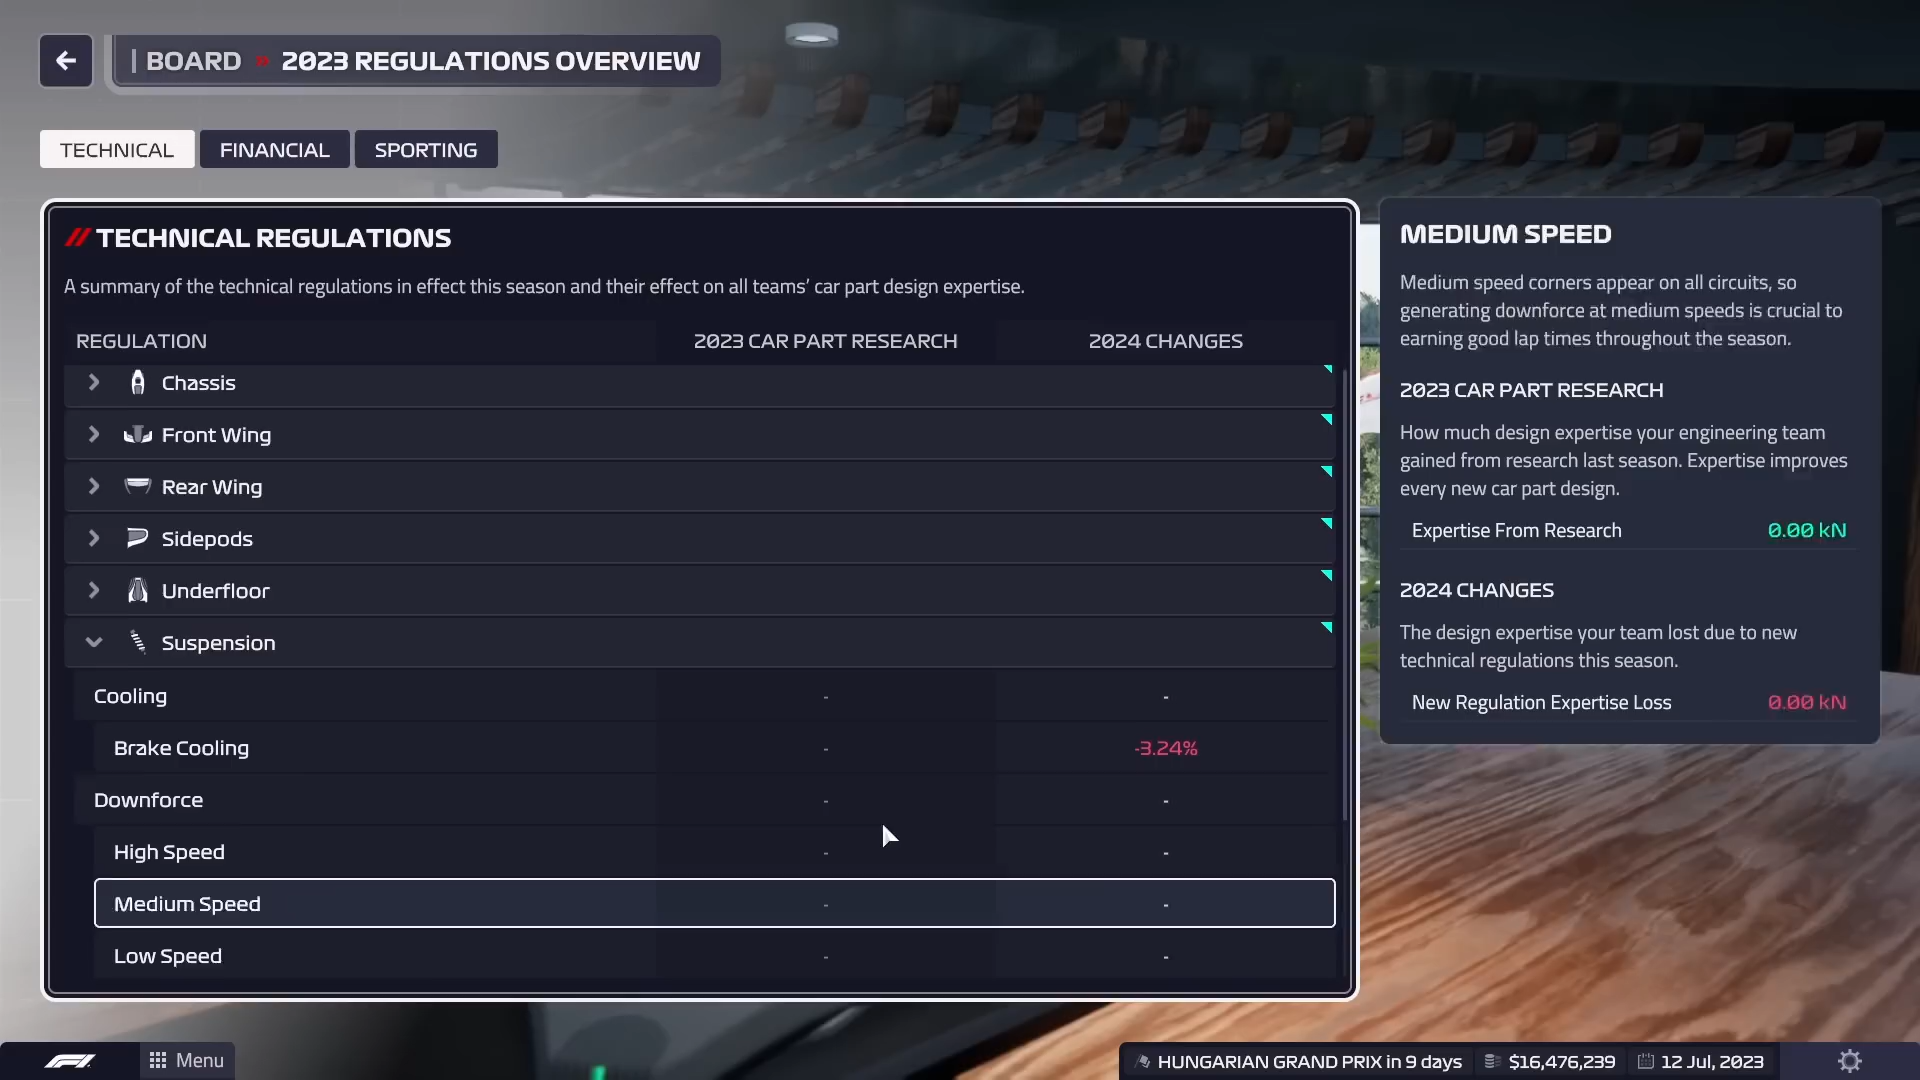 BOARD » 2023 REGULATIONS OVERVIEW
TECHNICAL
FINANCIAL
SPORTING
// TECHNICAL REGULATIONS
A summary of the technical regulations in effect this season and their effect on all teams' car part design expertise.
REGULATION
2023 CAR PART RESEARCH
2024 CHANGES
Chassis
Front Wing
Rear Wing
Sidepods
Underfloor
Suspension
Cooling - -
Brake Cooling - -3.24%
Downforce - -
High Speed - -
Medium Speed - -
Low Speed - -
MEDIUM SPEED
Medium speed corners appear on all circuits, so
generating downforce at medium speeds is crucial to
earning good lap times throughout the season.
2023 CAR PART RESEARCH
How much design expertise your engineering team
gained from research last season. Expertise improves
every new car part design.
Expertise From Research 0.00 kN
2024 CHANGES
The design expertise your team lost due to new
technical regulations this season.
New Regulation Expertise Loss 0.00 kN
F1
Menu
HUNGARIAN GRAND PRIX in 9 days
$16,476,239
12 Jul, 2023